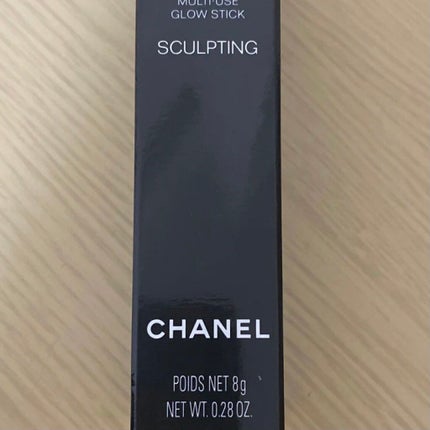 MULTI-USE
GLOW STICK
SCULPTING
CHANEL
POIDS NET 8g
NET WT. 0.28 OZ.